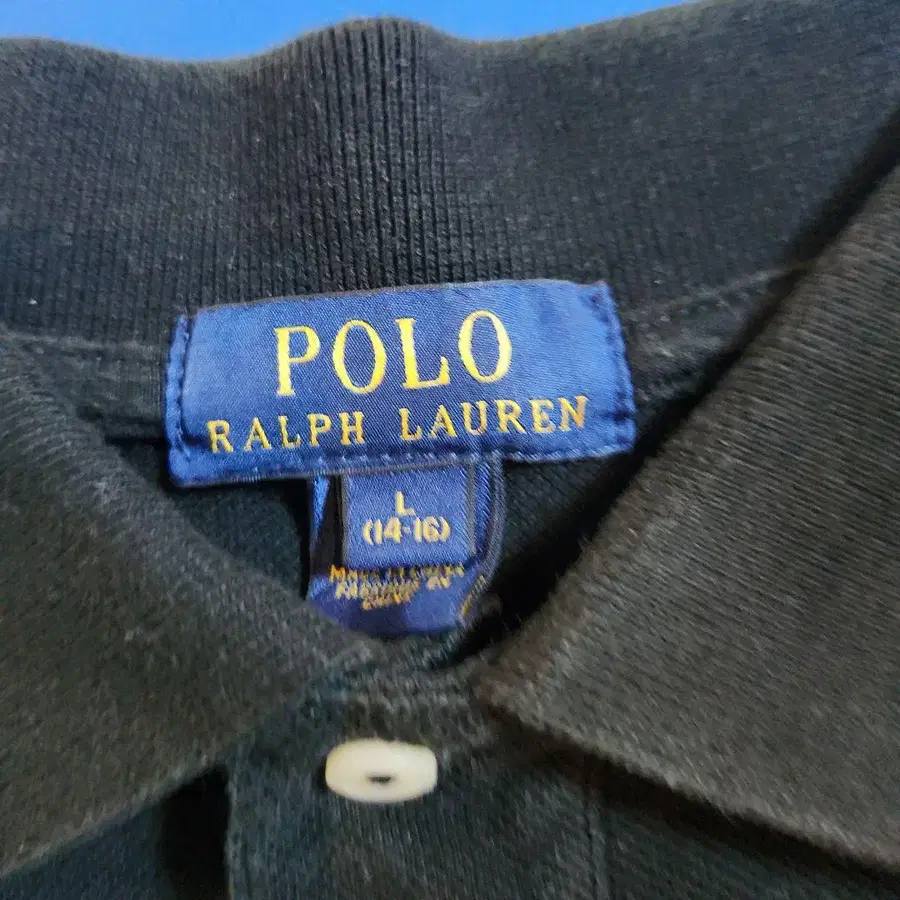 POLO
RALPH LAUREN
L
(14-16)